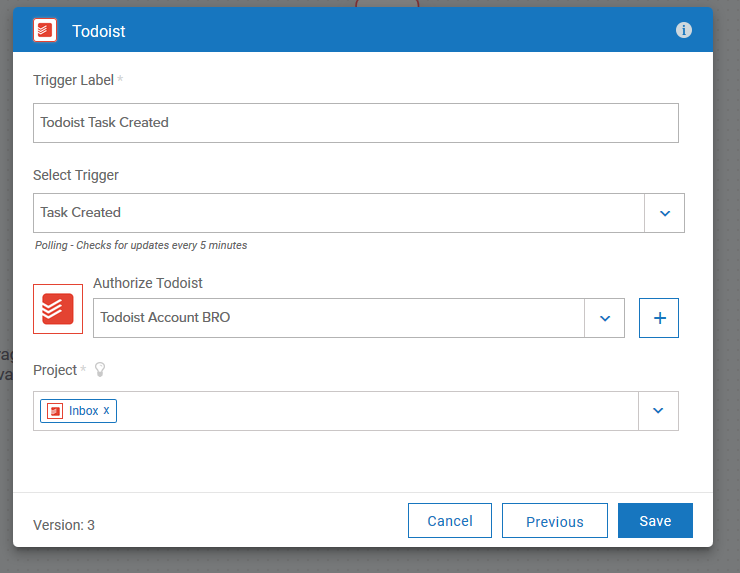 Todoist
Trigger Label *
Todoist Task Created
Select Trigger
Task Created
Polling - Checks for updates every 5 minutes
Authorize Todoist
Todoist Account BRO
+
Project *
Inbox x
Version: 3
Cancel
Previous
Save